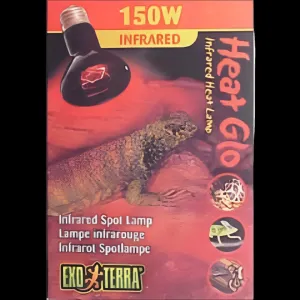 150W
INFRARED
Heat Glo
Infrared Heat Lamp
Infrared Spot Lamp
Lampe infrarouge
Infrarot Spotlampe
EXO TERRA